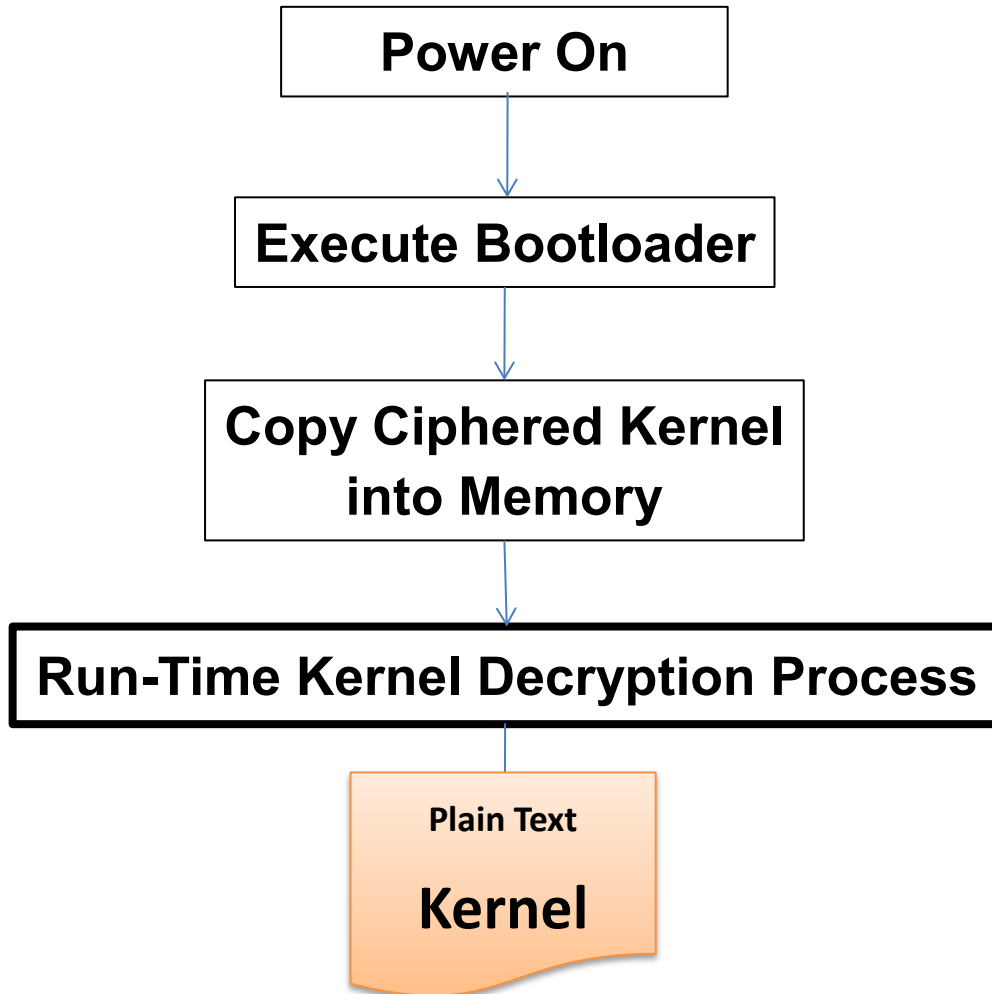 Power On
Execute Bootloader
Copy Ciphered Kernel
into Memory
Run-Time Kernel Decryption Process
Plain Text
Kernel